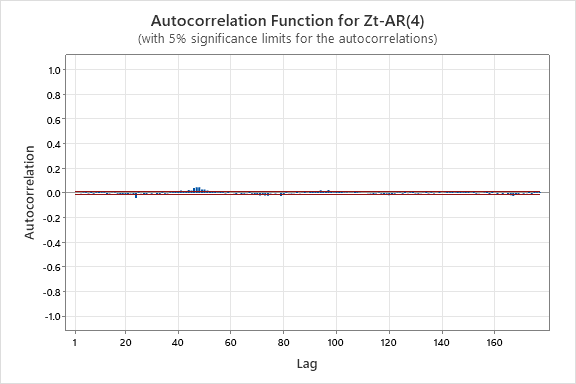 Autocorrelation Function for Zt-AR(4)
(with 5% significance limits for the autocorrelations)
1.0
0.8
0.6
0.4
0.2
0.0
-0.2
-0.4
-0.6
-0.8
-1.0
Autocorrelation
1 20 40 60 80 100 120 140 160
Lag